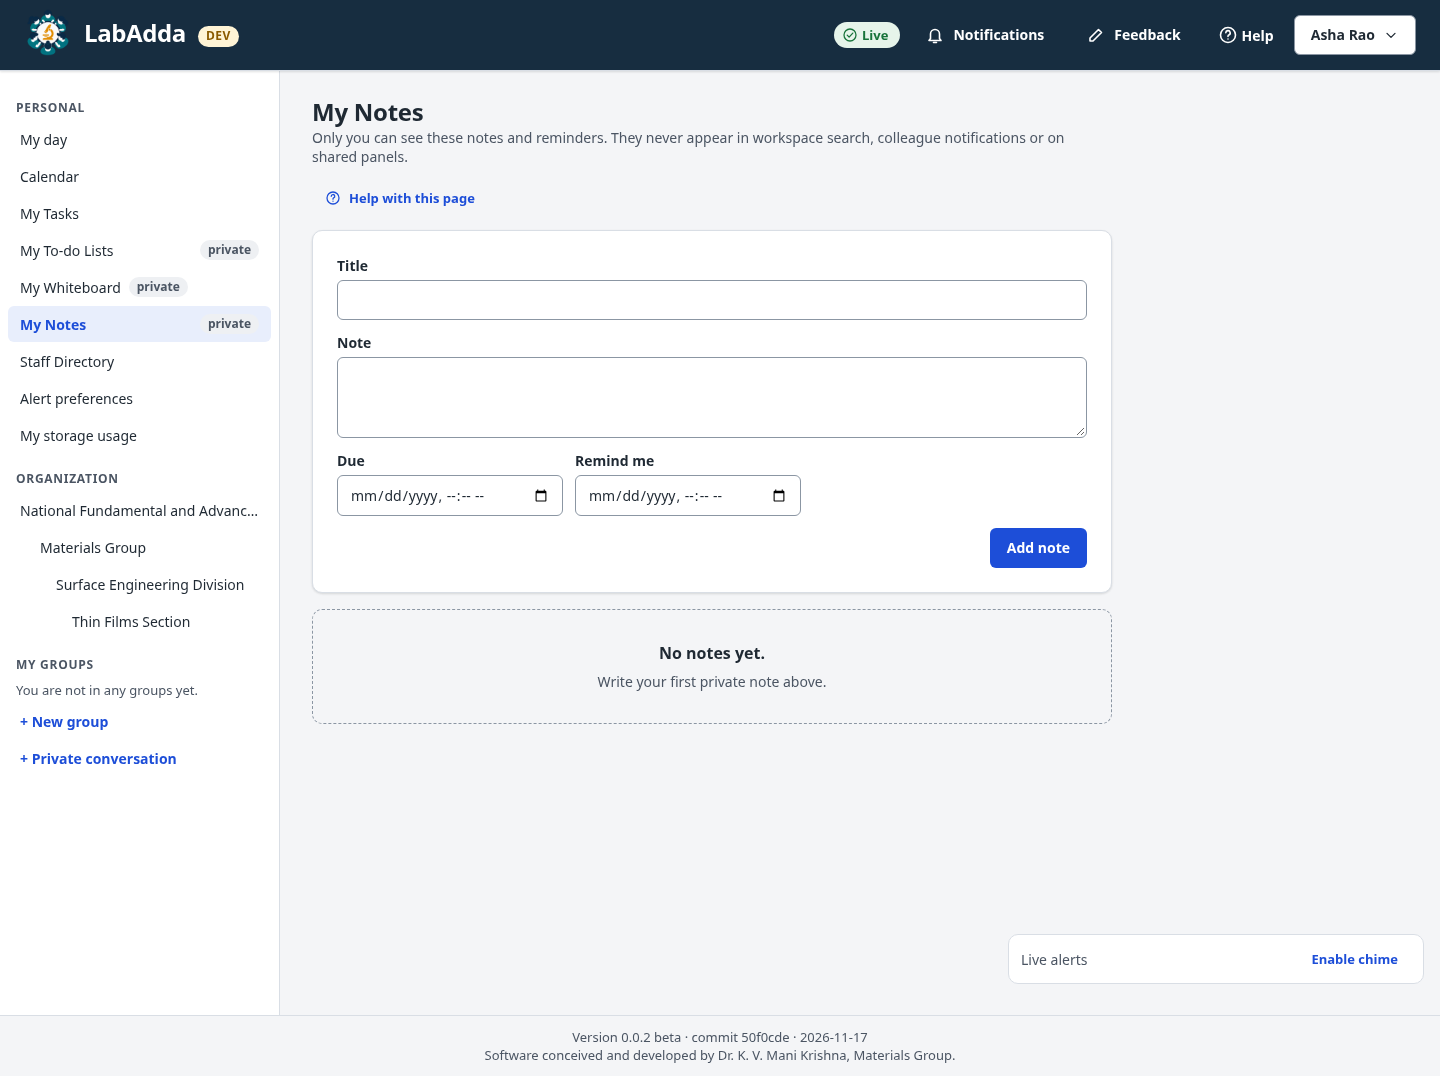 LabAdda DEV
Live
Notifications
Feedback
Help
Asha Rao
PERSONAL
My day
Calendar
My Tasks
My To-do Lists private
My Whiteboard private
My Notes private
Staff Directory
Alert preferences
My storage usage
ORGANIZATION
National Fundamental and Advanc...
Materials Group
Surface Engineering Division
Thin Films Section
MY GROUPS
You are not in any groups yet.
+ New group
+ Private conversation
My Notes
Only you can see these notes and reminders. They never appear in workspace search, colleague notifications or on
shared panels.
Help with this page
Title
Note
Due Remind me
mm/dd/yyyy, --:-- -- mm/dd/yyyy, --:-- --
Add note
No notes yet.
Write your first private note above.
Live alerts Enable chime
Version 0.0.2 beta · commit 50f0cde · 2026-11-17
Software conceived and developed by Dr. K. V. Mani Krishna, Materials Group.